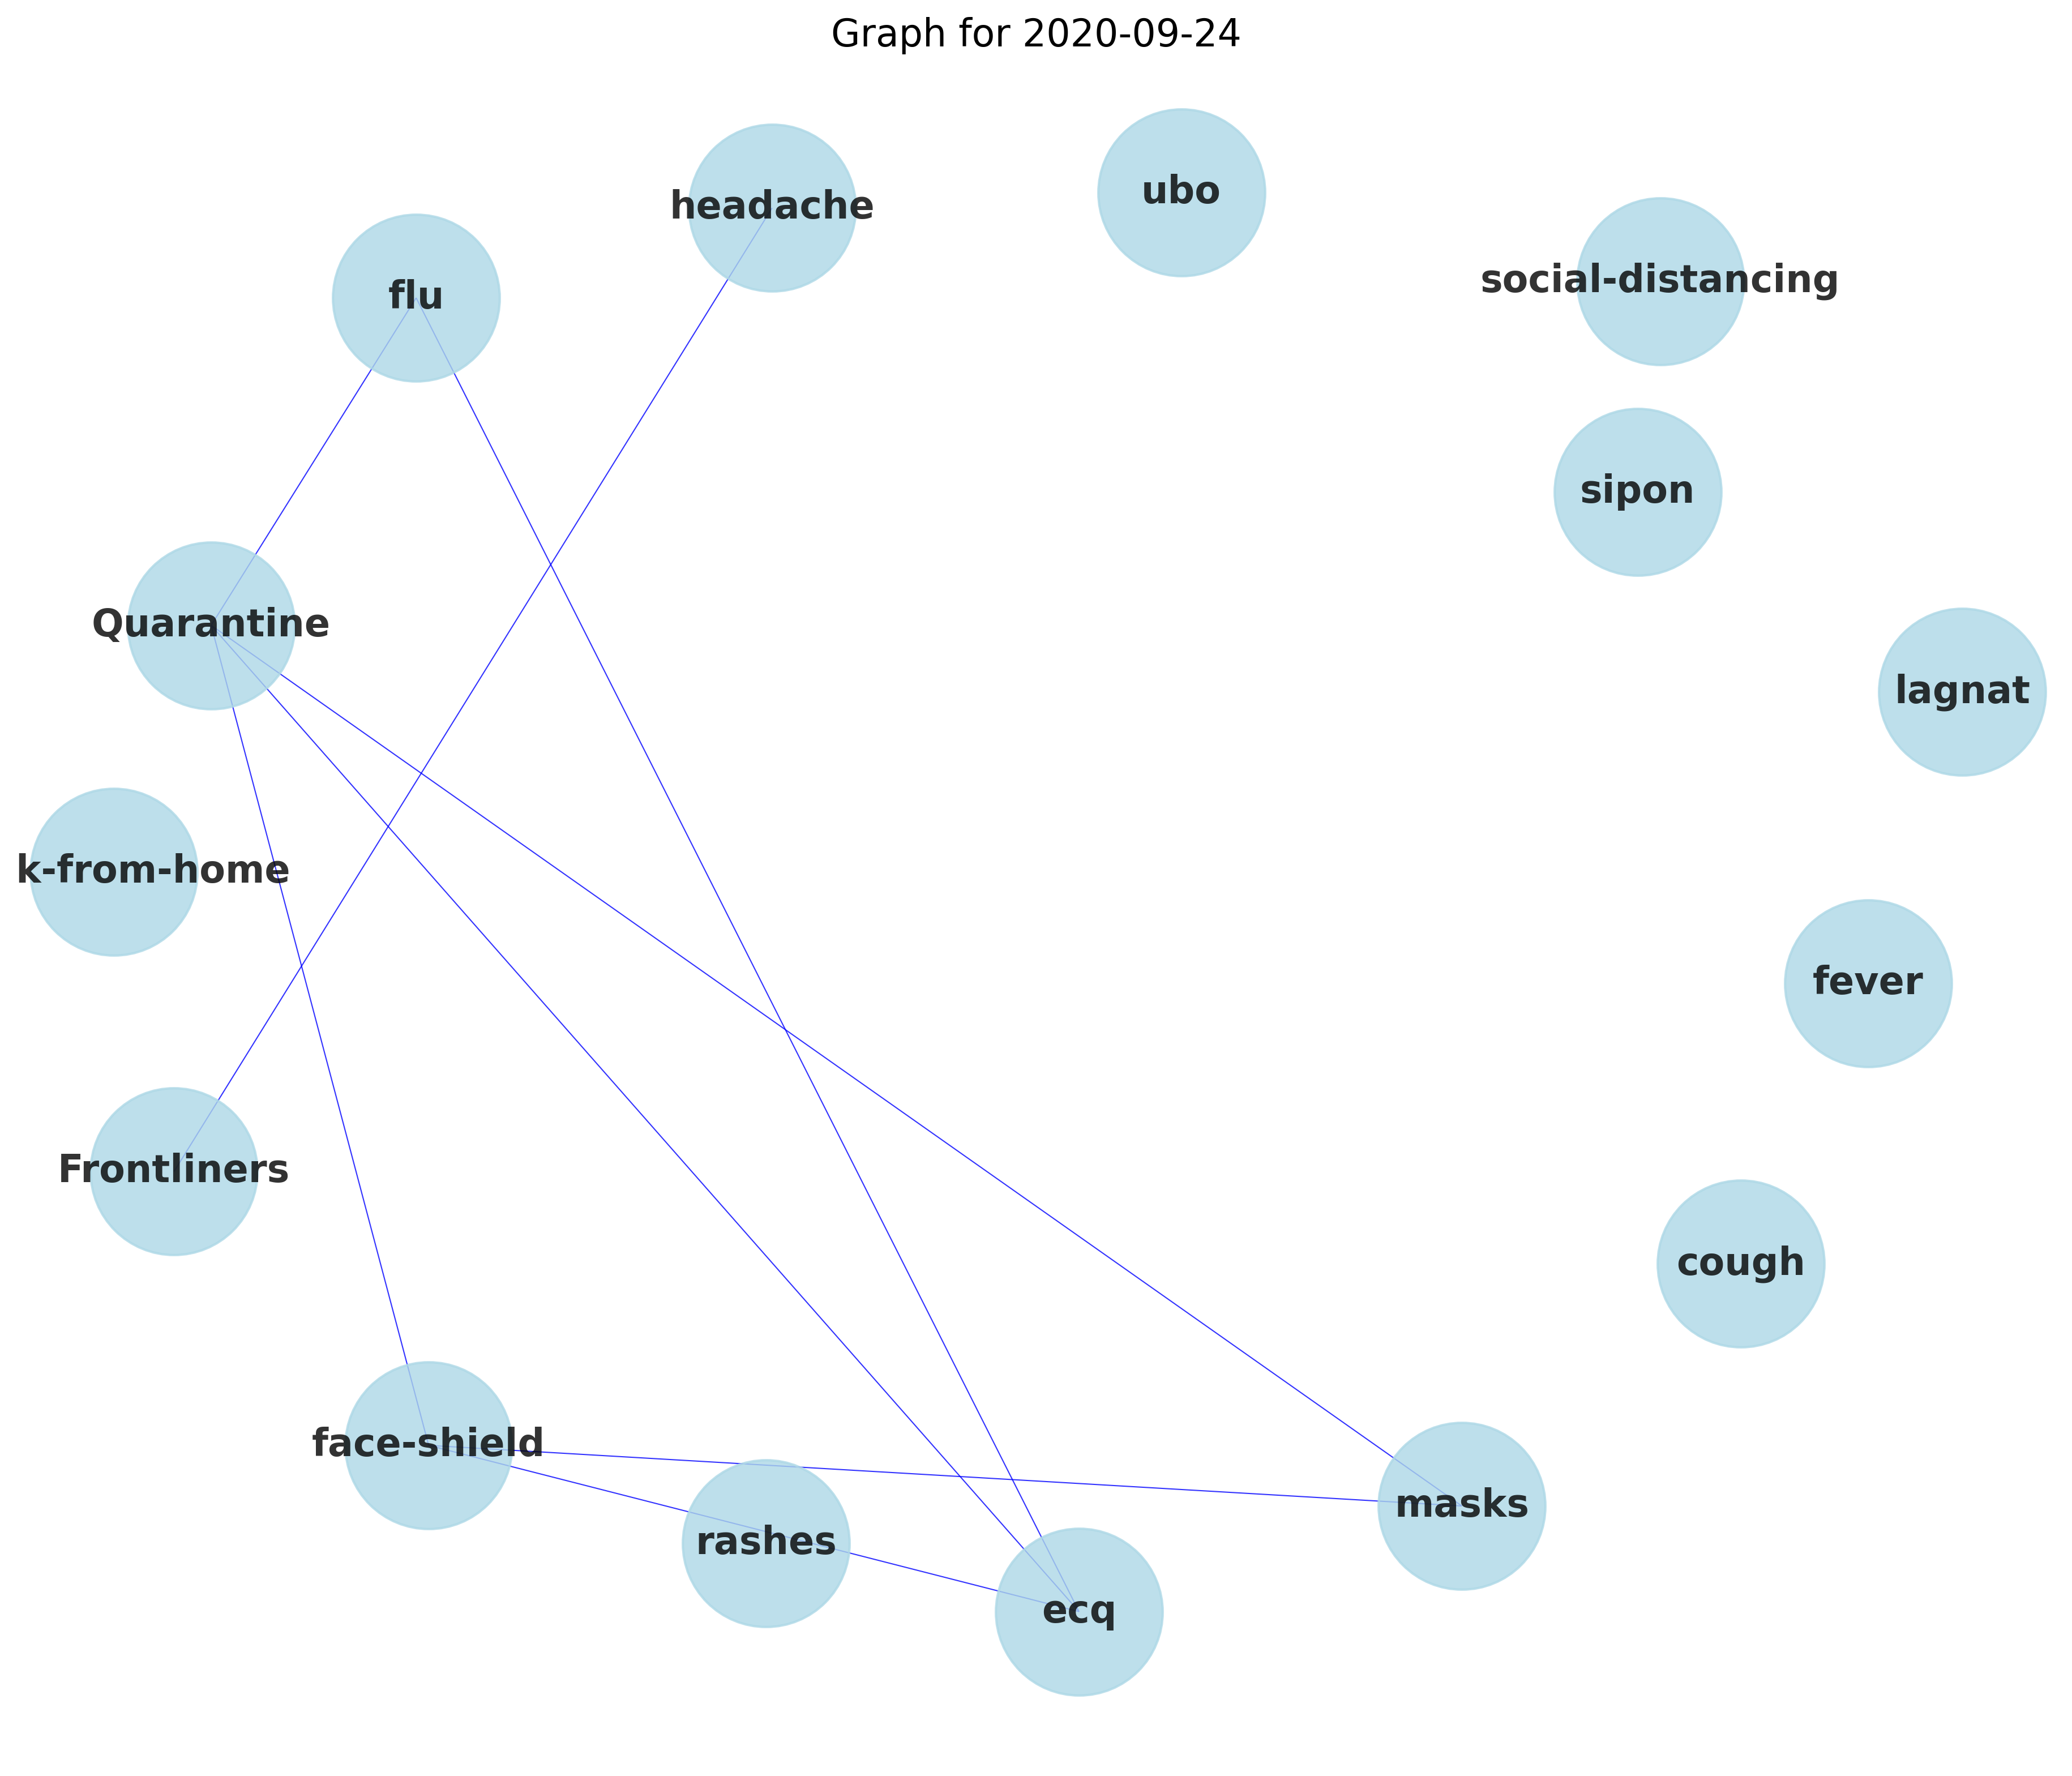 Graph for 2020-09-24
ubo
headache
social-distancing
flu
sipon
Quarantine
lagnat
k-from-home
fever
Frontliners
cough
face-shield
masks
rashes
ecq